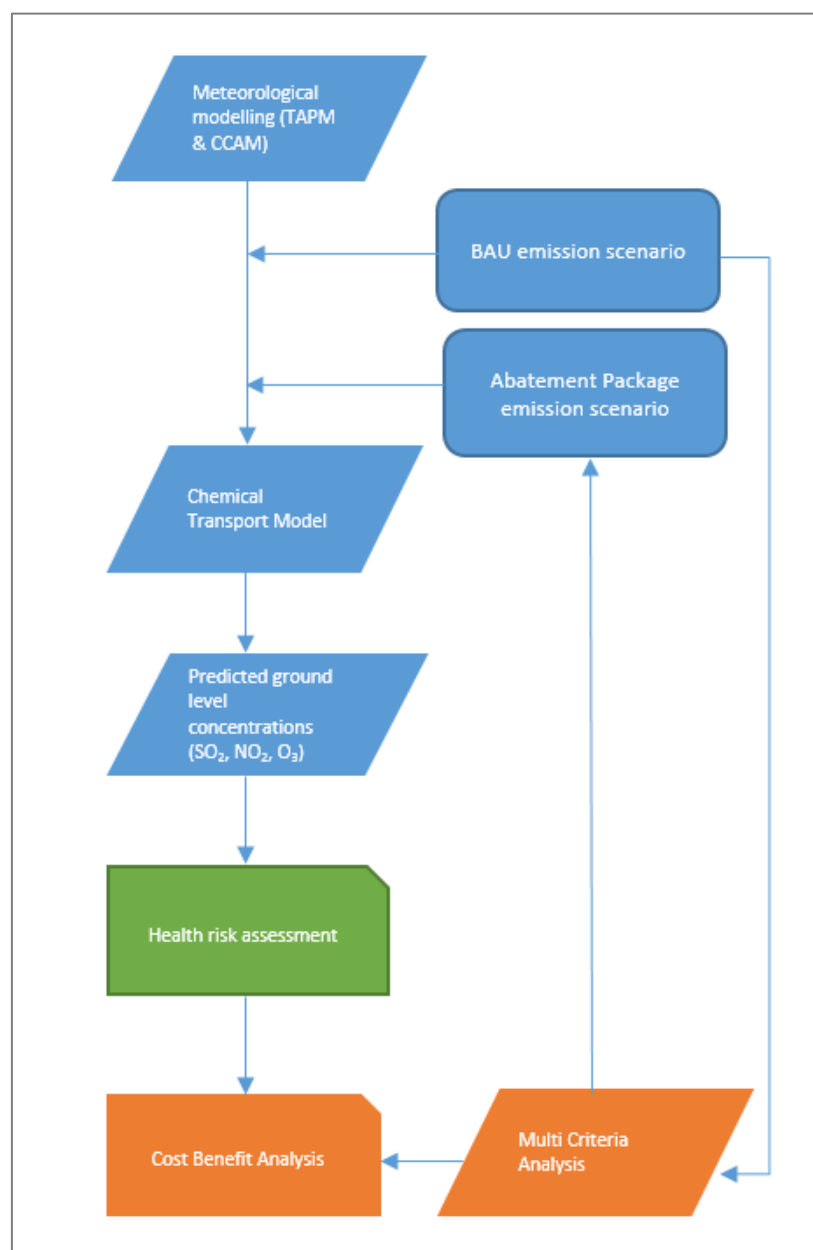 Meteorological
modelling (TAPM
& CCAM)
BAU emission scenario
Abatement Package
emission scenario
Chemical
Transport Model
Predicted ground
level
concentrations
(SO₂, NO₂, O₃)
Health risk assessment
Cost Benefit Analysis
Multi Criteria
Analysis